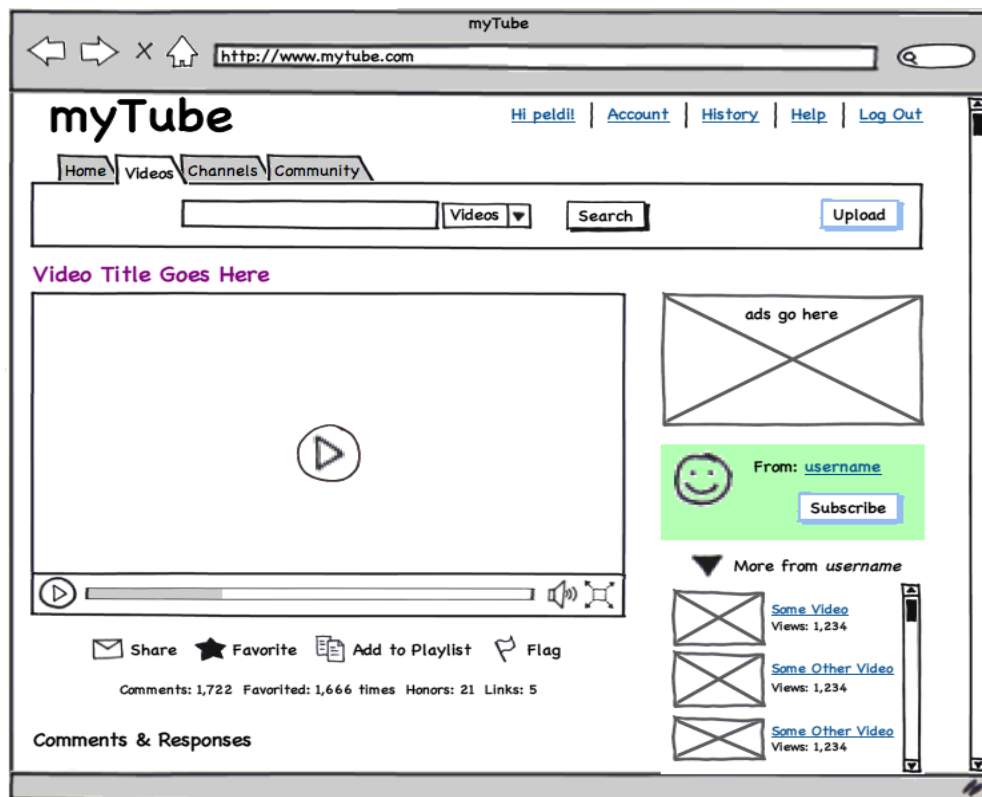 myTube
http://www.mytube.com
myTube
Hi peldi! Account History Help Log Out
Home Videos Channels Community
Videos Search Upload
Video Title Goes Here
ads go here
From: username
Subscribe
More from username
Some Video
Views: 1,234
Some Other Video
Views: 1,234
Some Other Video
Views: 1,234
Share Favorite Add to Playlist Flag
Comments: 1,722 Favorited: 1,666 times Honors: 21 Links: 5
Comments & Responses